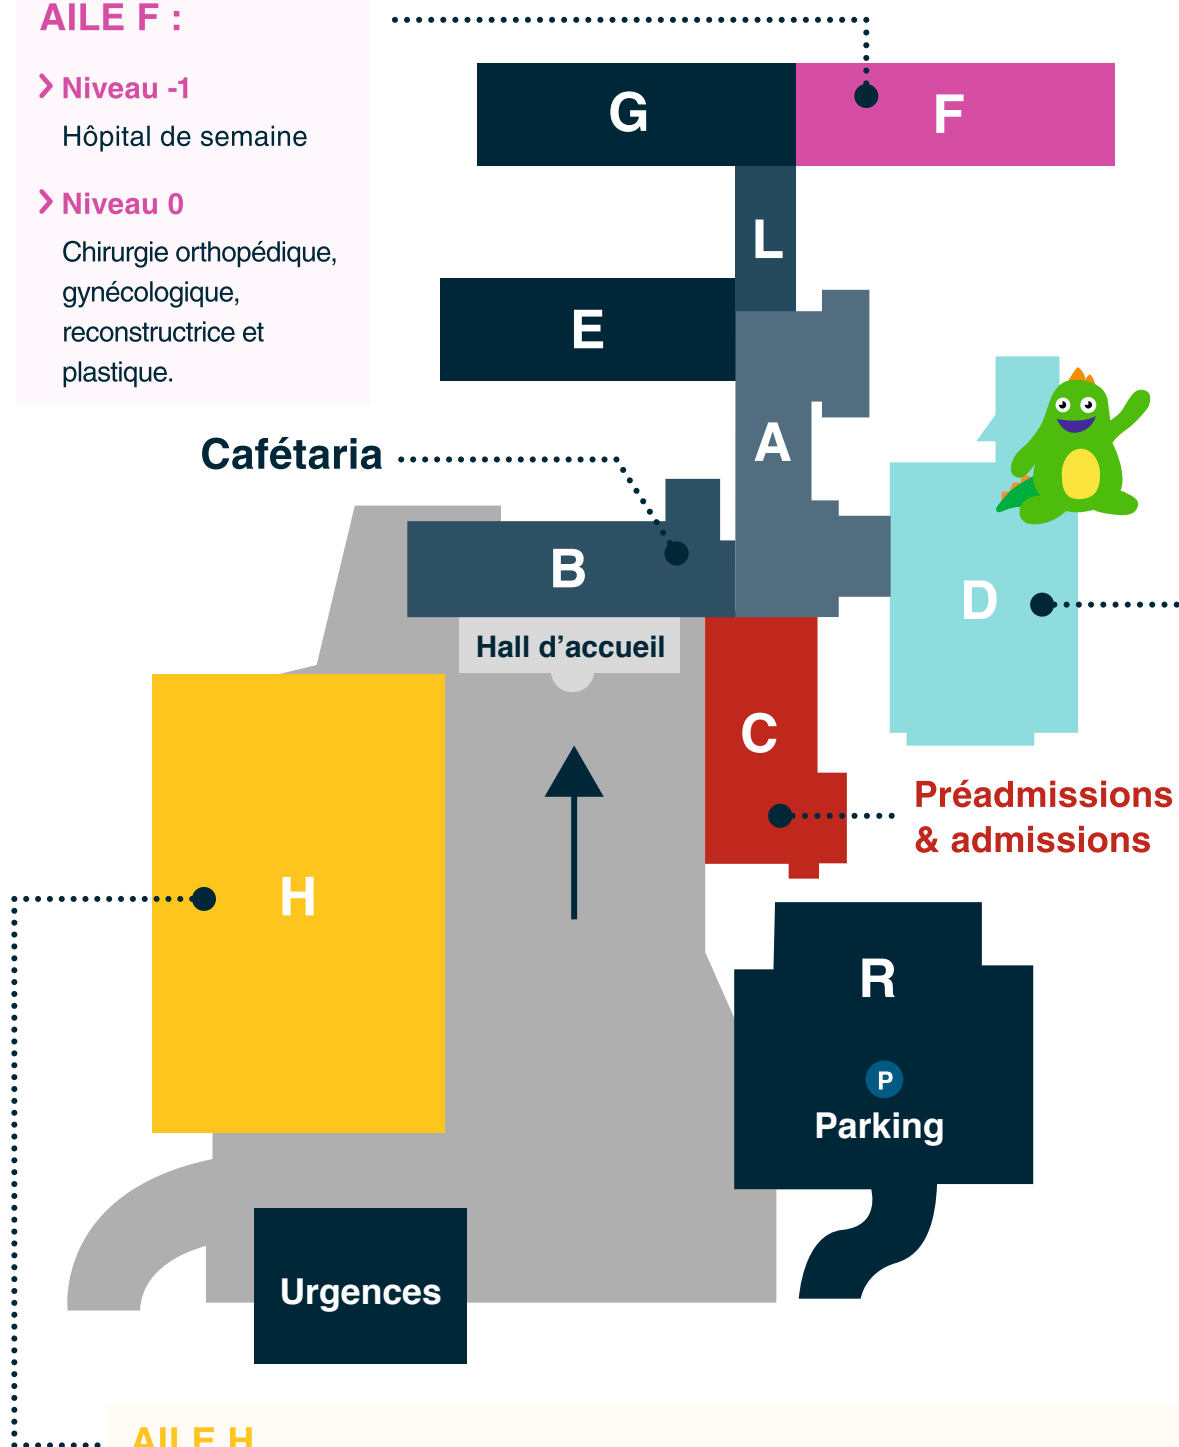 AILE F :
Niveau -1
Hôpital de semaine
Niveau 0
Chirurgie orthopédique,
gynécologique,
reconstructrice et
plastique.
G
F
L
E
A
Cafétaria
B
D
Hall d’accueil
C
Préadmissions
& admissions
H
R
P
Parking
Urgences
AILE H